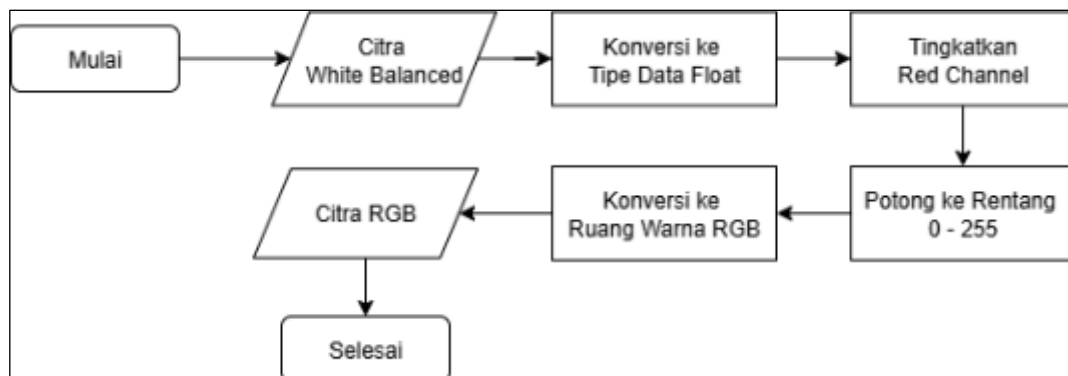 Mulai
Citra
White Balanced
Konversi ke
Tipe Data Float
Tingkatkan
Red Channel
Potong ke Rentang
0 - 255
Konversi ke
Ruang Warna RGB
Citra RGB
Selesai